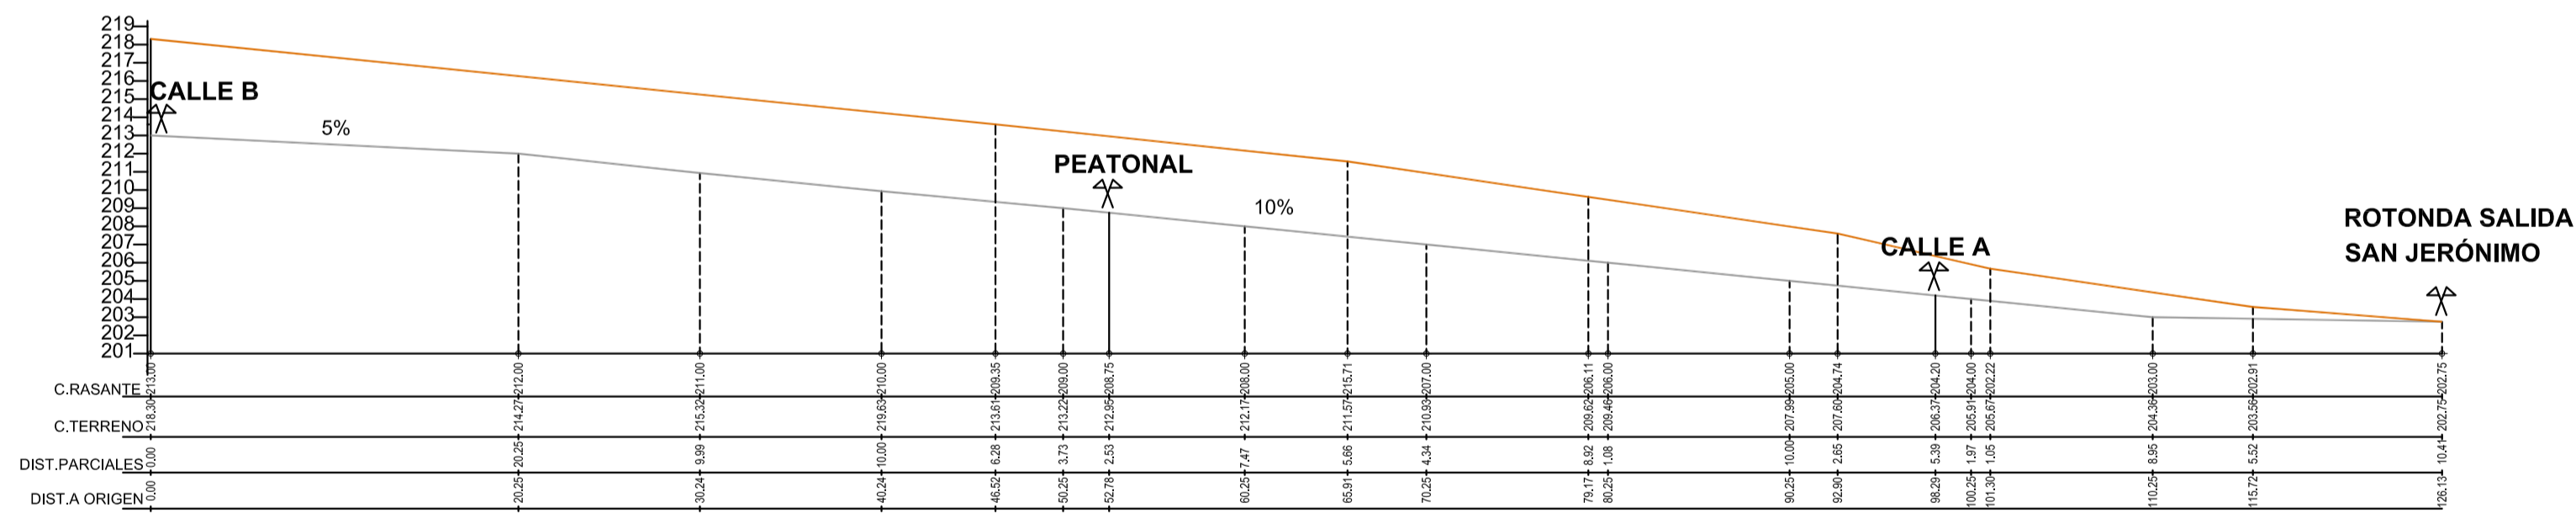 219
218
217
216
215
214
213
212
211
210
209
208
207
206
205
204
203
202
201
CALLE B
5%
PEATONAL
10%
CALLE A
ROTONDA SALIDA
SAN JERÓNIMO
C.RASANTE 213.00 212.00 211.00 210.00 209.35 209.00 208.75 208.00 215.71 207.00 206.11 206.00 205.00 204.74 204.20 204.00 202.22 203.00 202.91 202.75
C.TERRENO 218.30 214.27 215.32 219.63 213.61 213.22 212.95 212.17 211.57 210.93 209.62 209.46 207.99 207.60 206.37 205.91 205.67 204.36 203.56 202.75
DIST.PARCIALES 0.00 20.25 9.99 10.00 6.28 3.73 2.53 7.47 5.66 4.34 8.92 1.08 10.00 2.65 5.39 1.97 1.05 8.95 5.52 10.41
DIST.A ORIGEN 0.00 20.25 30.24 40.24 46.52 50.25 52.78 60.25 65.91 70.25 79.17 80.25 90.25 92.90 98.29 100.25 101.30 110.25 115.72 126.13